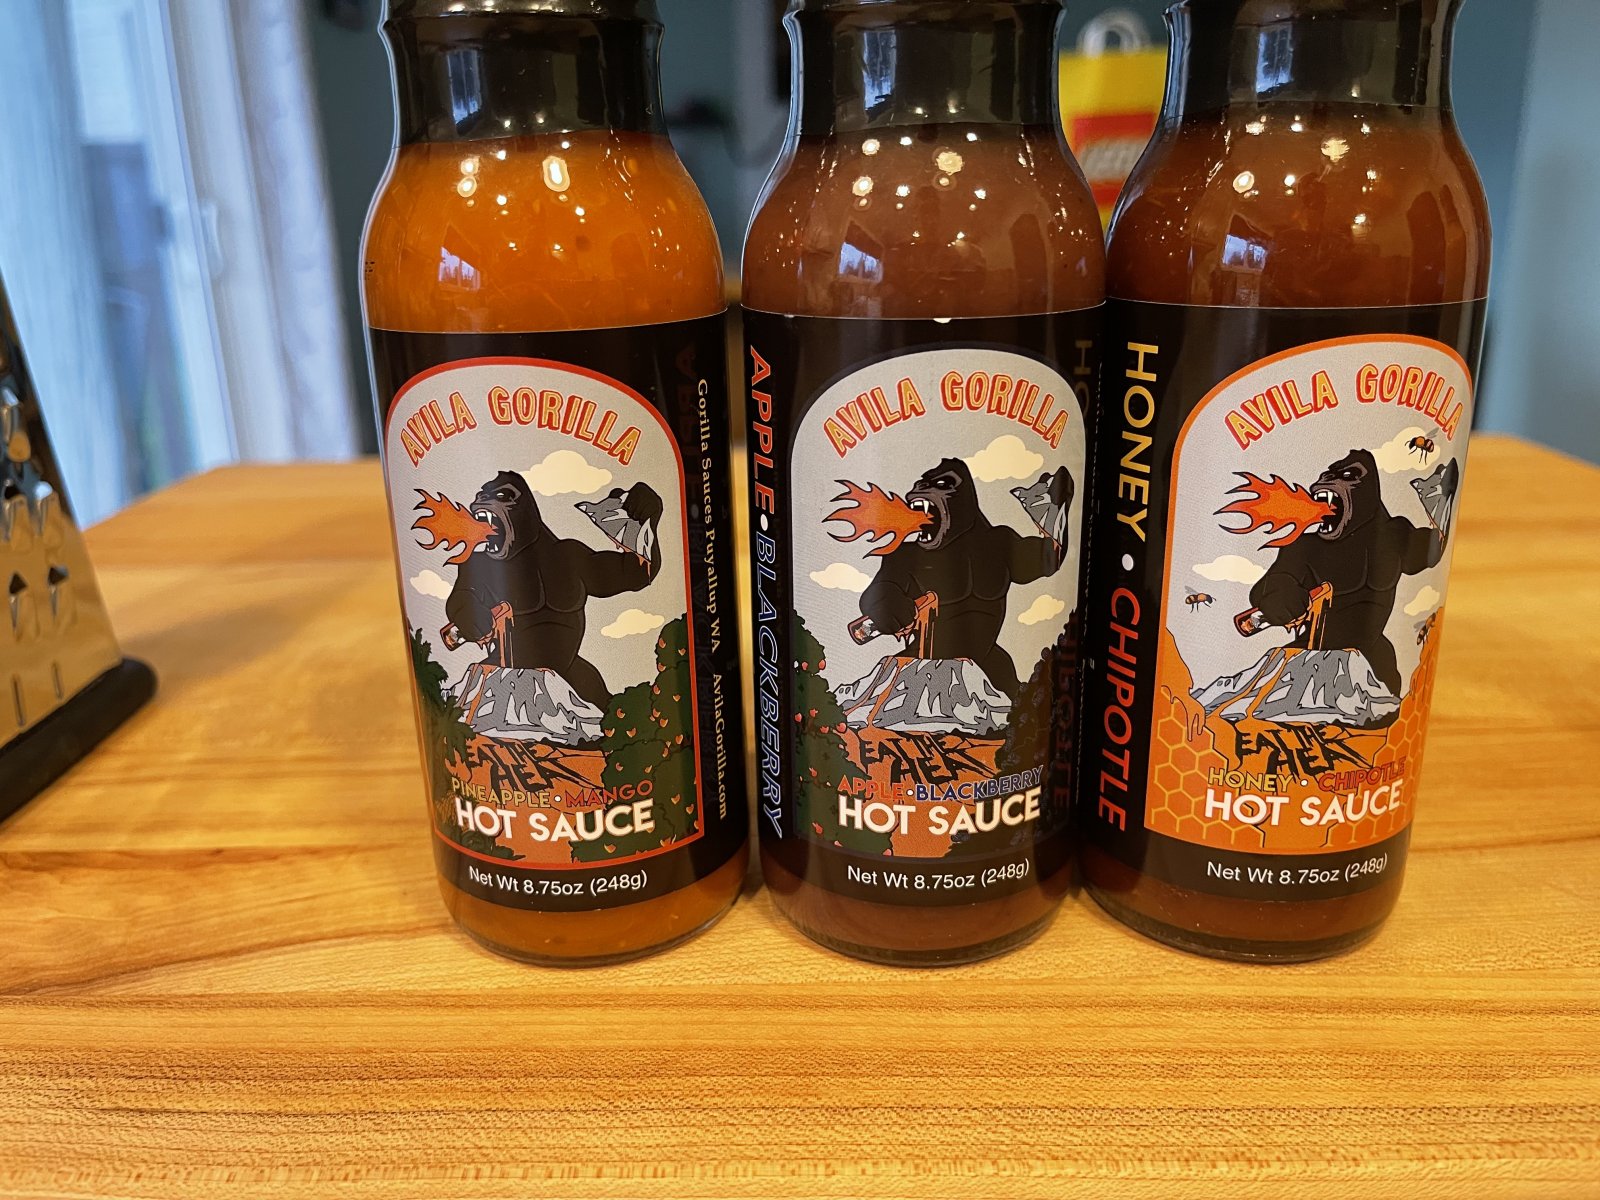 AVILA GORILLA
EAT THE HEAT
PINEAPPLE • MANGO
HOT SAUCE
Net Wt 8.75oz (248g)
Gorilla Sauces Puyallup WA AvilaGorilla.com
APPLE • BLACKBERRY
AVILA GORILLA
EAT THE HEAT
APPLE • BLACKBERRY
HOT SAUCE
Net Wt 8.75oz (248g)
HONEY • CHIPOTLE
AVILA GORILLA
EAT THE HEAT
HONEY • CHIPOTLE
HOT SAUCE
Net Wt 8.75oz (248g)